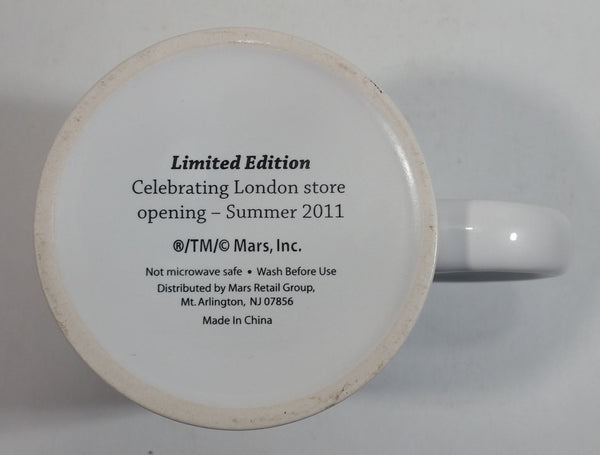 Limited Edition
Celebrating London store
opening – Summer 2011
®/TM/© Mars, Inc.
Not microwave safe • Wash Before Use
Distributed by Mars Retail Group,
Mt. Arlington, NJ 07856
Made In China